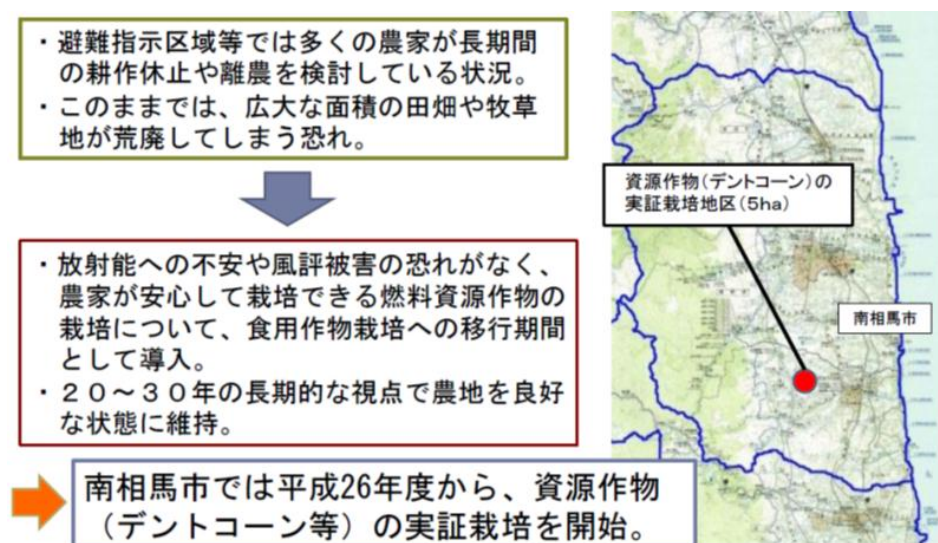 ・避難指示区域等では多くの農家が長期間
の耕作休止や離農を検討している状況。
・このままでは、広大な面積の田畑や牧草
地が荒廃してしまう恐れ。
・放射能への不安や風評被害の恐れがなく、
農家が安心して栽培できる燃料資源作物の
栽培について、食用作物栽培への移行期間
として導入。
・２０～３０年の長期的な視点で農地を良好
な状態に維持。
南相馬市では平成26年度から、資源作物
（デントコーン等）の実証栽培を開始。
資源作物（デントコーン）の
実証栽培地区（５ha）
南相馬市